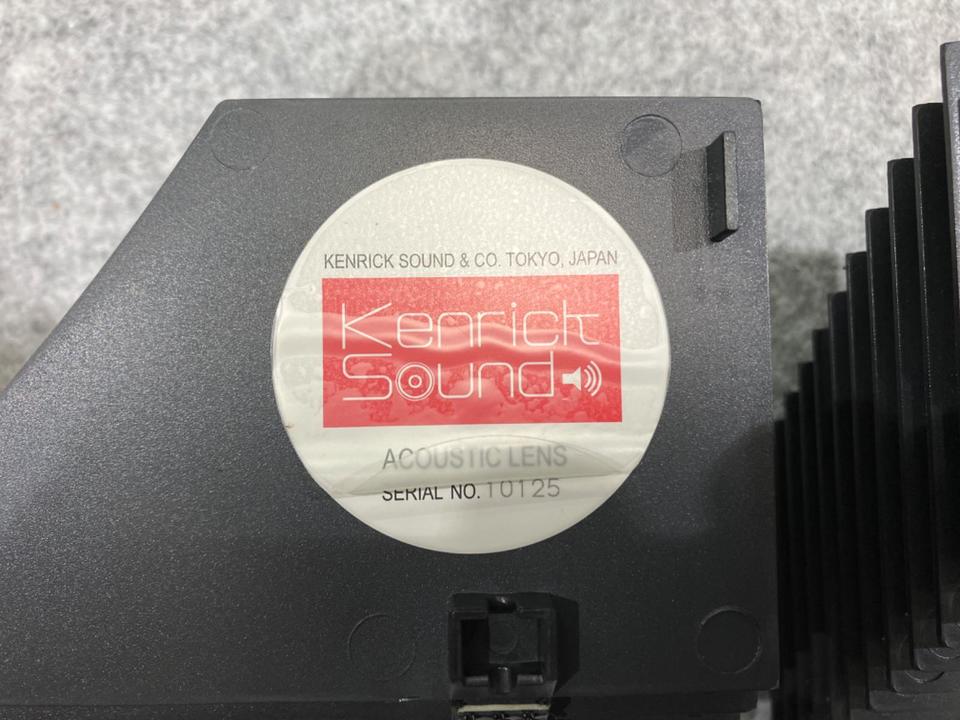 KENRICK SOUND & CO. TOKYO, JAPAN
Kenrick
Sound
ACOUSTIC LENS
SERIAL NO. 10125